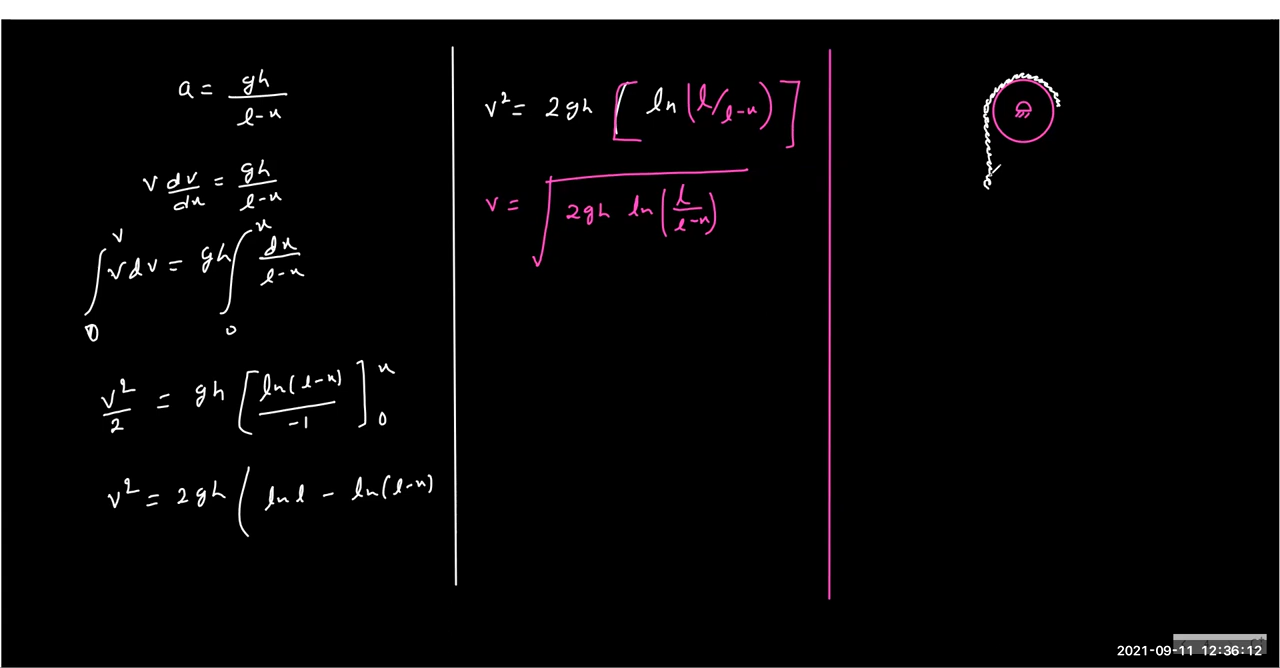 a = gh/(l-x)
v dv/dx = gh/(l-x)
∫₀^v v dv = gh ∫₀^x dx/(l-x)
v²/2 = gh [ln(l-x)/-1]₀^x
v² = 2gh (ln l - ln(l-x)
v² = 2gh [ln(l/l-x)]
v = √(2gh ln(l/(l-x)))
2021-09-11 12:36:12